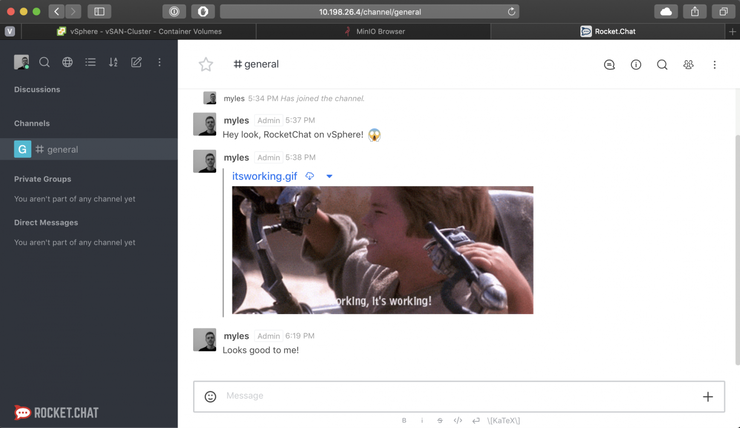 10.198.26.4/channel/general
V
vSphere - vSAN-Cluster - Container Volumes
MinIO Browser
Rocket.Chat
# general
Discussions
Channels
G # general
Private Groups
You aren't part of any channel yet
Direct Messages
You aren't part of any channel yet
ROCKET.CHAT
myles 5:34 PM Has joined the channel.
myles Admin 5:37 PM
Hey look, RocketChat on vSphere!
myles Admin 5:38 PM
itsworking.gif
orking, it's working!
myles Admin 6:19 PM
Looks good to me!
Message
B i S </> \[KaTeX\]